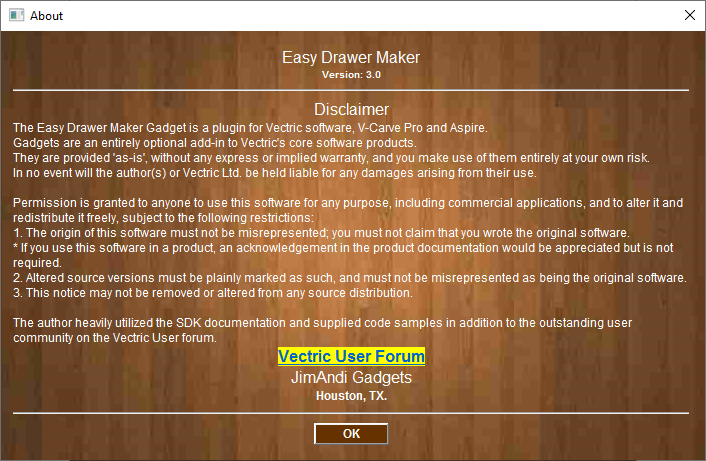 About
Easy Drawer Maker
Version: 3.0
Disclaimer
The Easy Drawer Maker Gadget is a plugin for Vectric software, V-Carve Pro and Aspire.
Gadgets are an entirely optional add-in to Vectric's core software products.
They are provided 'as-is', without any express or implied warranty, and you make use of them entirely at your own risk.
In no event will the author(s) or Vectric Ltd. be held liable for any damages arising from their use.
Permission is granted to anyone to use this software for any purpose, including commercial applications, and to alter it and
redistribute it freely, subject to the following restrictions:
1. The origin of this software must not be misrepresented; you must not claim that you wrote the original software.
* If you use this software in a product, an acknowledgement in the product documentation would be appreciated but is not
required.
2. Altered source versions must be plainly marked as such, and must not be misrepresented as being the original software.
3. This notice may not be removed or altered from any source distribution.
The author heavily utilized the SDK documentation and supplied code samples in addition to the outstanding user
community on the Vectric User forum.
Vectric User Forum
JimAndi Gadgets
Houston, TX.
OK